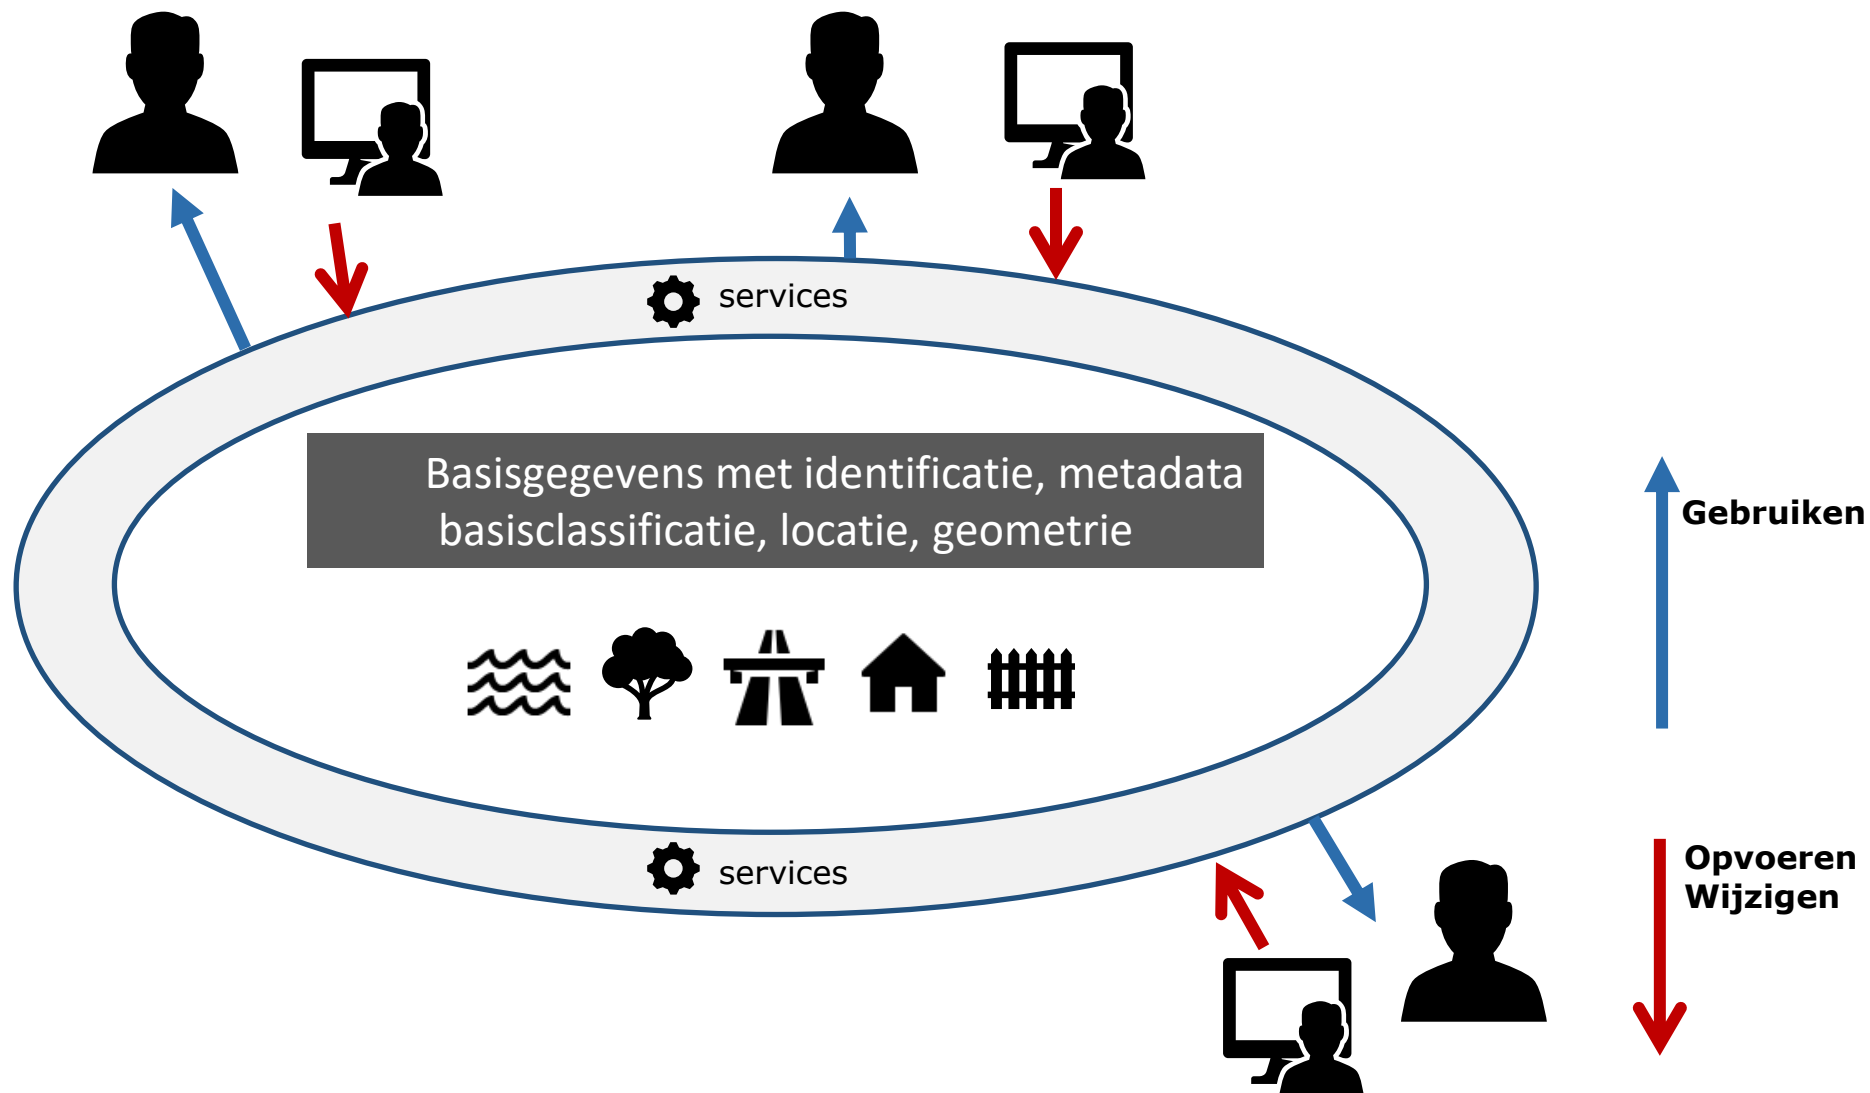 services
Basisgegevens met identificatie, metadata
basisclassificatie, locatie, geometrie
Gebruiken
services
Opvoeren
Wijzigen